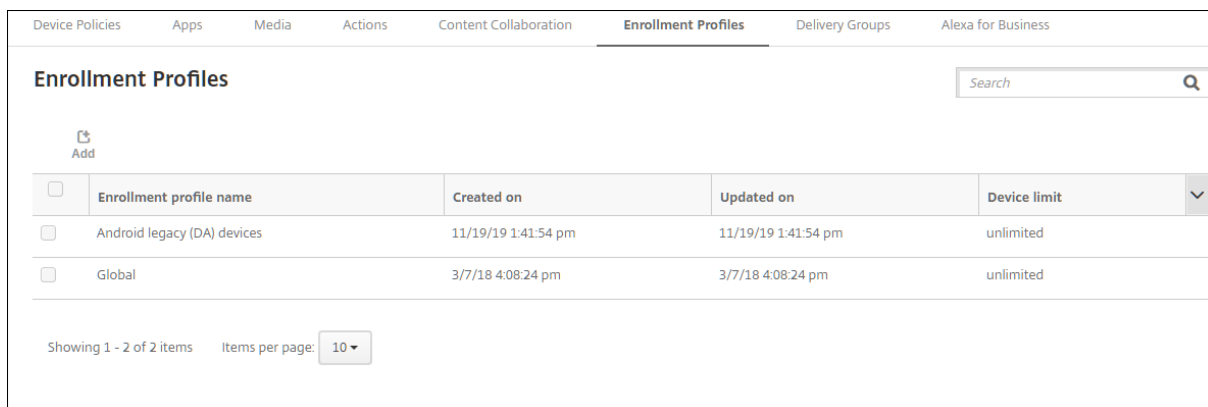 Device Policies Apps Media Actions Content Collaboration Enrollment Profiles Delivery Groups Alexa for Business
Enrollment Profiles
Search
Add
Enrollment profile name Created on Updated on Device limit
Android legacy (DA) devices 11/19/19 1:41:54 pm 11/19/19 1:41:54 pm unlimited
Global 3/7/18 4:08:24 pm 3/7/18 4:08:24 pm unlimited
Showing 1 - 2 of 2 items Items per page: 10